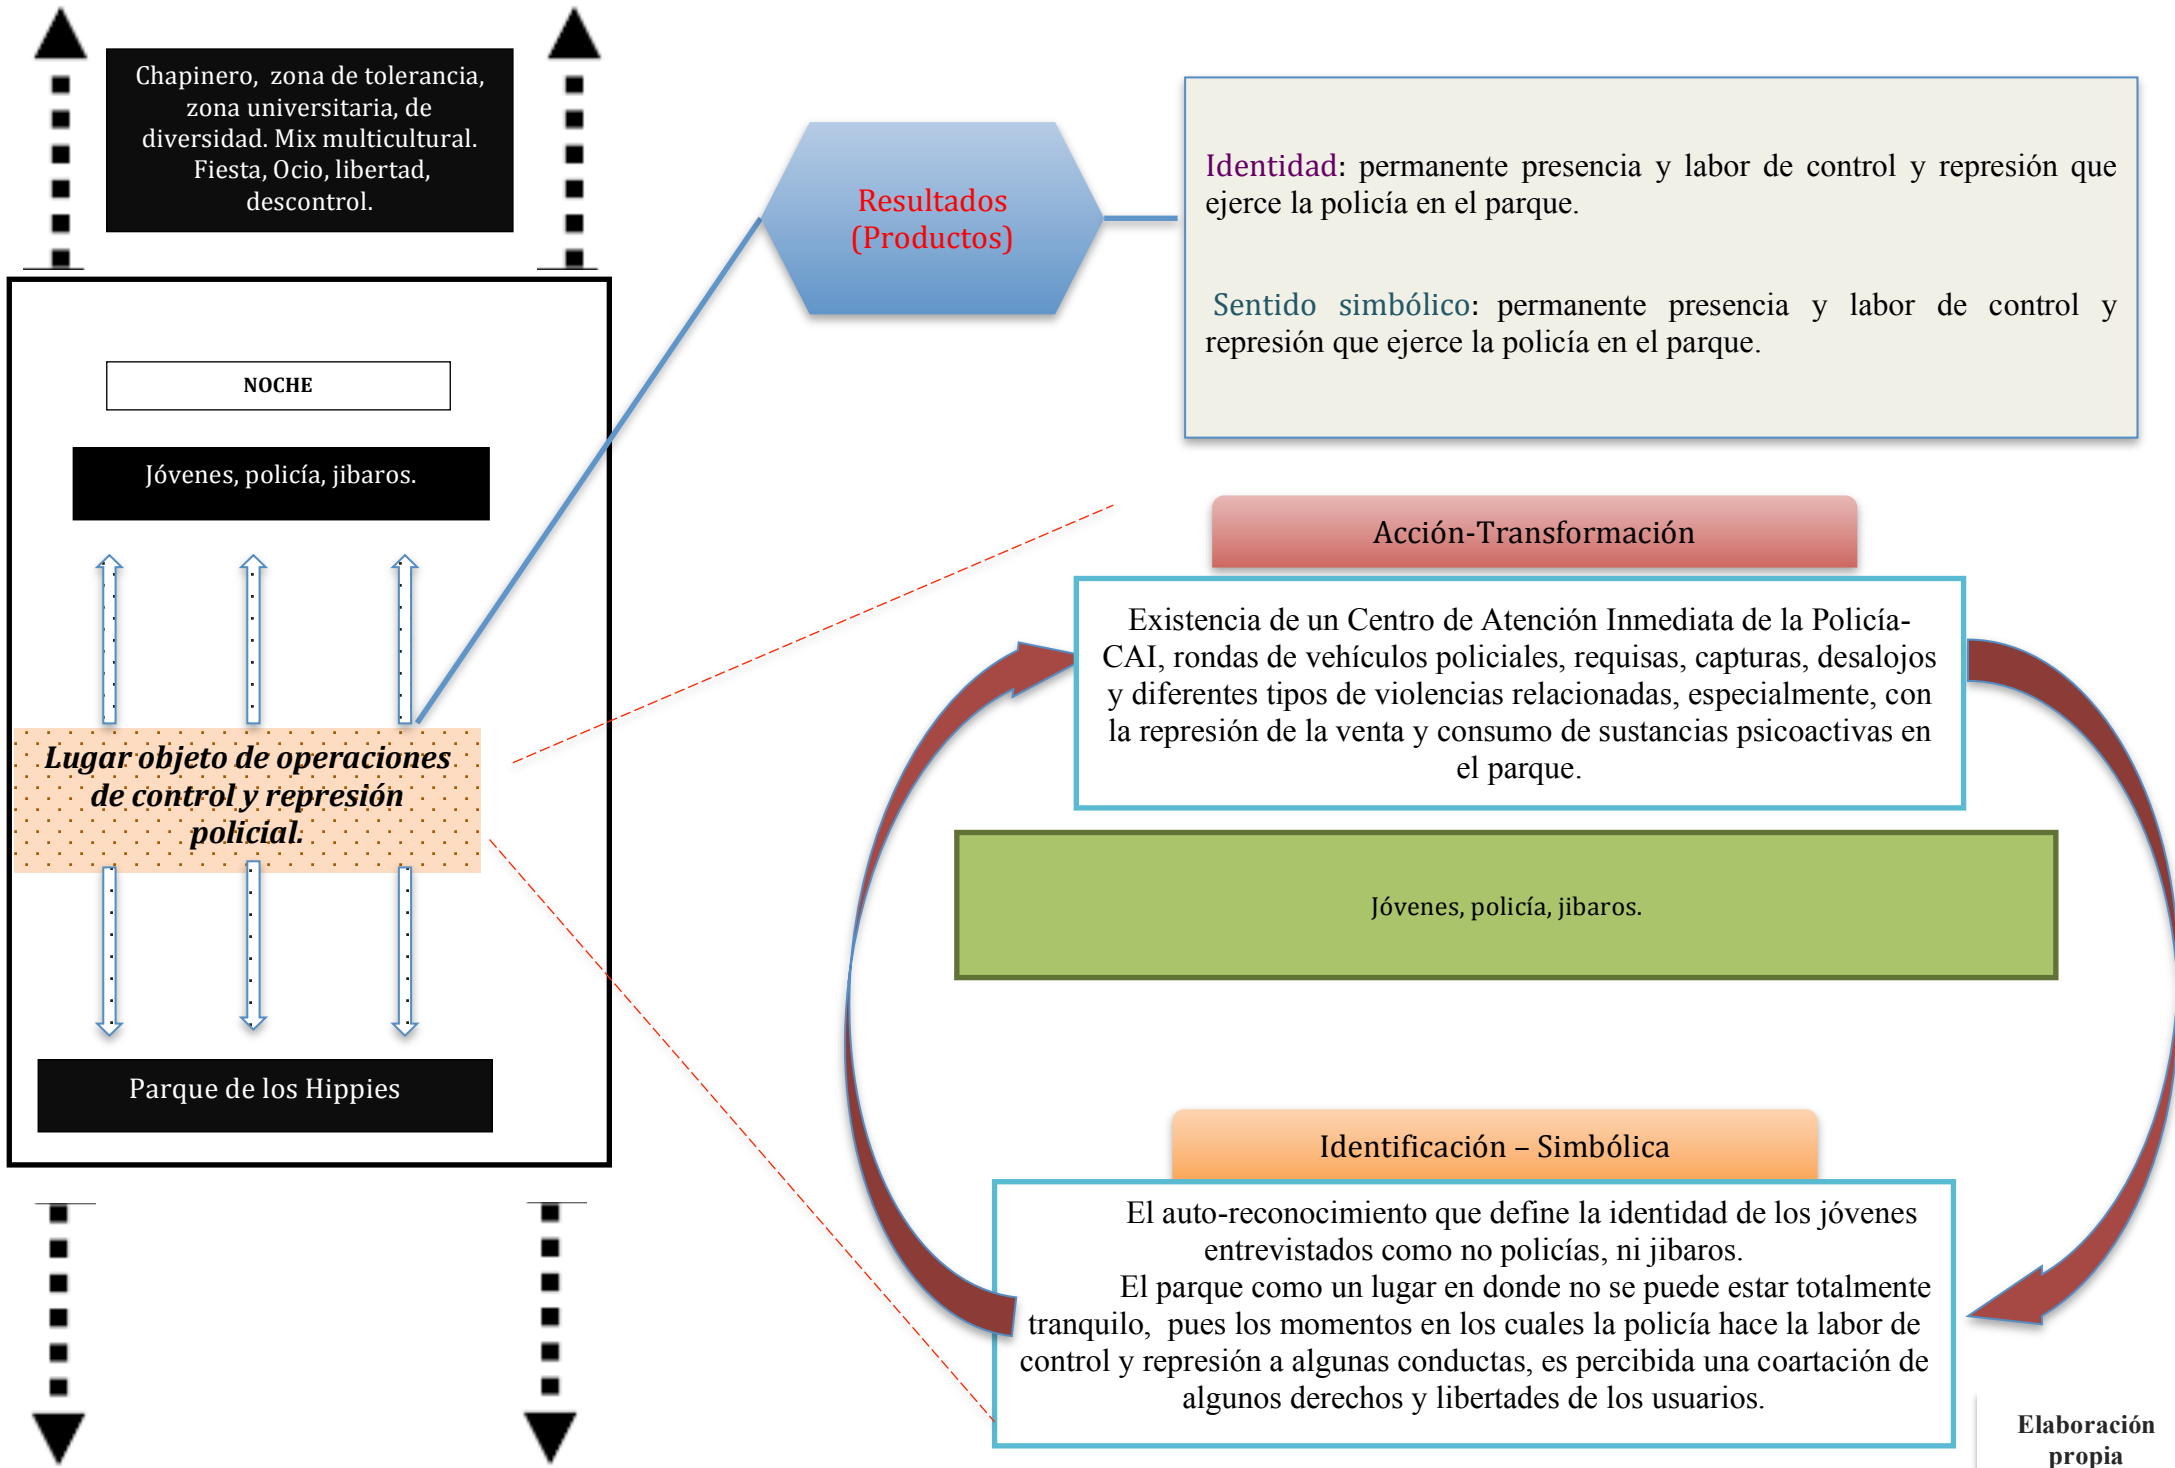 Chapinero, zona de tolerancia,
zona universitaria, de
diversidad. Mix multicultural.
Fiesta, Ocio, libertad,
descontrol.
NOCHE
Jóvenes, policía, jibaros.
Lugar objeto de operaciones
de control y represión
policial.
Parque de los Hippies
Resultados
(Productos)
Identidad: permanente presencia y labor de control y represión que
ejerce la policía en el parque.
Sentido simbólico: permanente presencia y labor de control y
represión que ejerce la policía en el parque.
Acción-Transformación
Existencia de un Centro de Atención Inmediata de la Policía-
CAI, rondas de vehículos policiales, requisas, capturas, desalojos
y diferentes tipos de violencias relacionadas, especialmente, con
la represión de la venta y consumo de sustancias psicoactivas en
el parque.
Jóvenes, policía, jibaros.
Identificación – Simbólica
El auto-reconocimiento que define la identidad de los jóvenes
entrevistados como no policías, ni jibaros.
El parque como un lugar en donde no se puede estar totalmente
tranquilo, pues los momentos en los cuales la policía hace la labor de
control y represión a algunas conductas, es percibida una coartación de
algunos derechos y libertades de los usuarios.
Elaboración
propia